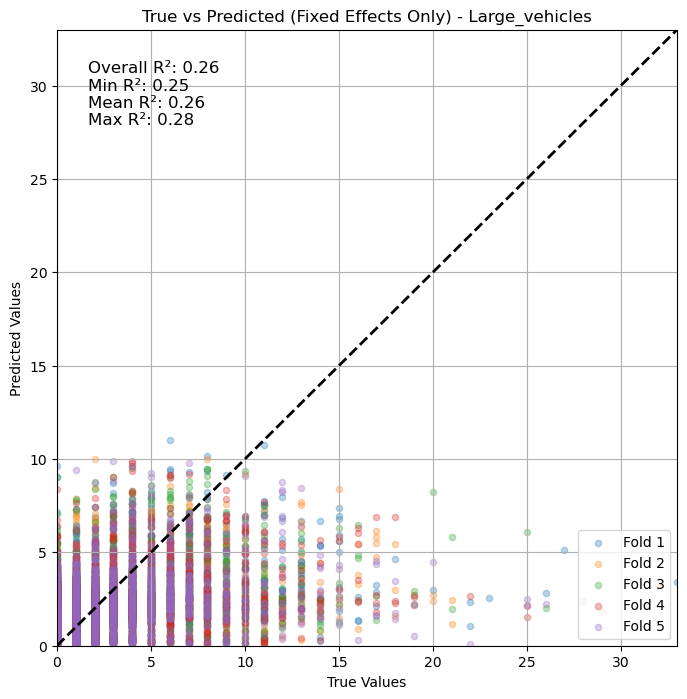 True vs Predicted (Fixed Effects Only) - Large_vehicles
Overall R²: 0.26
Min R²: 0.25
Mean R²: 0.26
Max R²: 0.28
30
25
20
15
10
5
0
Predicted Values
0 5 10 15 20 25 30
True Values
Fold 1
Fold 2
Fold 3
Fold 4
Fold 5